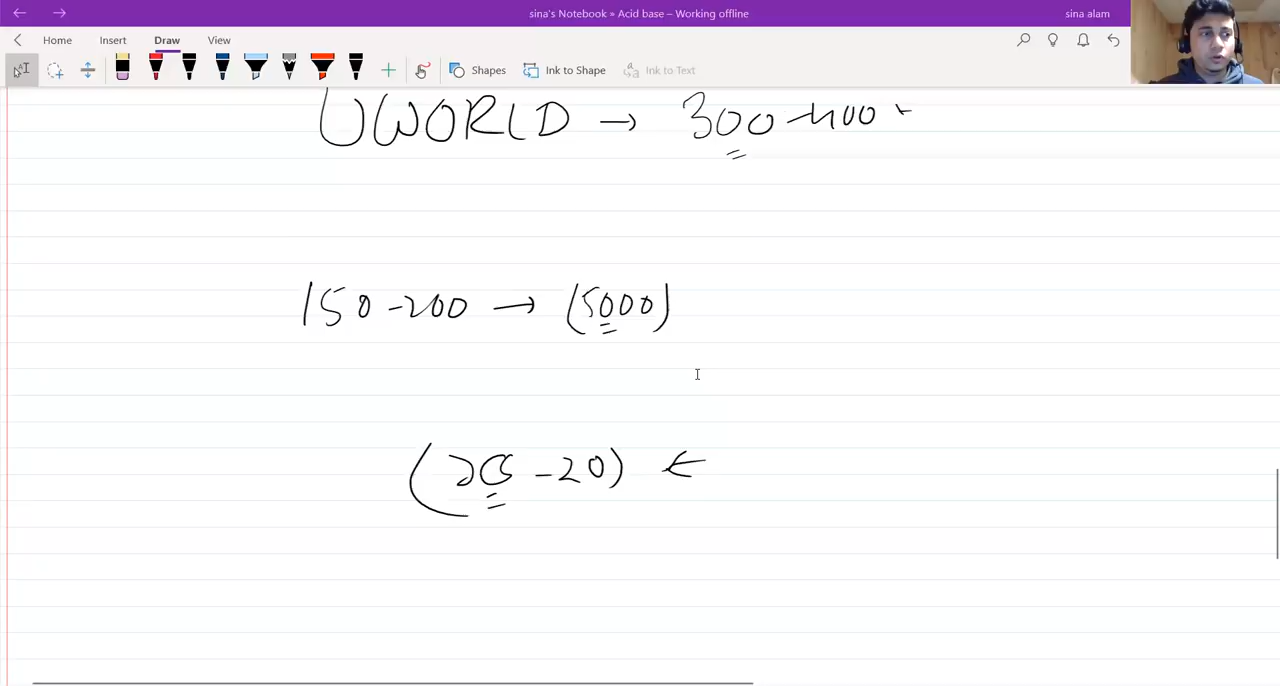 sina's Notebook » Acid base – Working offline
sina alam
Home Insert Draw View
Shapes Ink to Shape Ink to Text
UWORLD → 300-400+
150-200 → (5000)
-20) ←